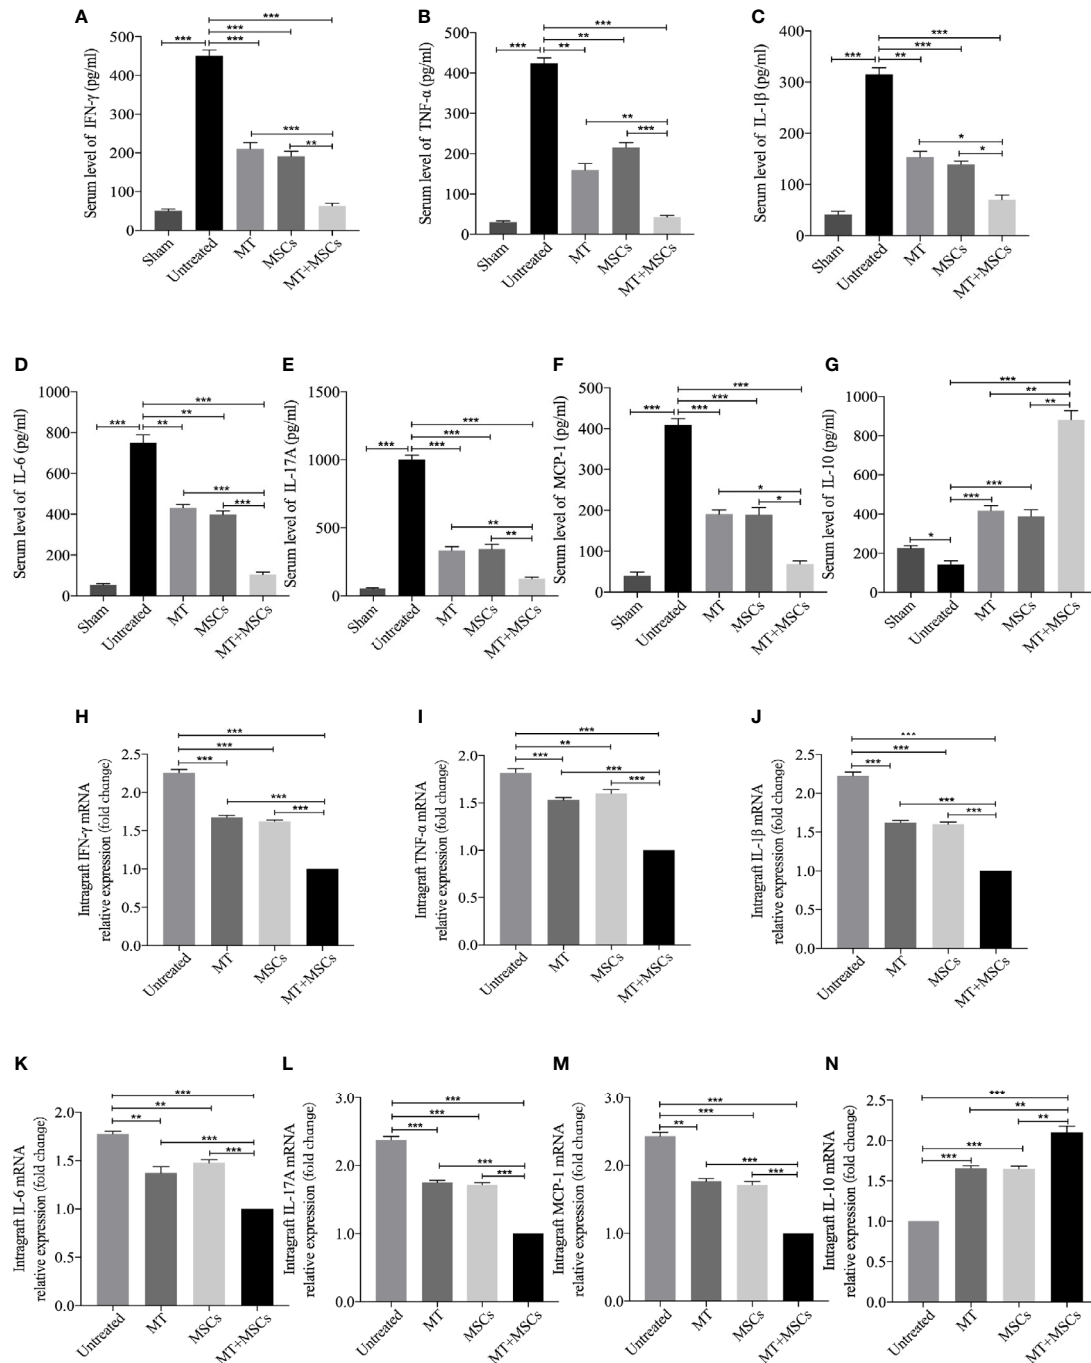 A
Serum level of IFN-γ (pg/ml)
500
400
300
200
100
0
***
***
***
***
***
**
Sham
Untreated
MT
MSCs
MT+MSCs
B
Serum level of TNF-α (pg/ml)
500
400
300
200
100
0
***
**
***
**
**
***
Sham
Untreated
MT
MSCs
MT+MSCs
C
Serum level of IL-1β (pg/ml)
400
300
200
100
0
***
***
***
**
*
*
Sham
Untreated
MT
MSCs
MT+MSCs
D
Serum level of IL-6 (pg/ml)
1000
800
600
400
200
0
***
**
***
**
***
***
Sham
Untreated
MT
MSCs
MT+MSCs
E
Serum level of IL-17A (pg/ml)
1500
1000
500
0
***
***
***
***
**
**
Sham
Untreated
MT
MSCs
MT+MSCs
F
Serum level of MCP-1 (pg/ml)
500
400
300
200
100
0
***
***
***
***
*
*
Sham
Untreated
MT
MSCs
MT+MSCs
G
Serum level of IL-10 (pg/ml)
1000
800
600
400
200
0
***
**
**
***
***
*
Sham
Untreated
MT
MSCs
MT+MSCs
H
Intragraft IFN-γ mRNA
relative expression (fold change)
2.5
2.0
1.5
1.0
0.5
0.0
***
***
***
***
***
Untreated
MT
MSCs
MT+MSCs
I
Intragraft TNF-α mRNA
relative expression (fold change)
2.0
1.5
1.0
0.5
0.0
***
**
***
***
***
Untreated
MT
MSCs
MT+MSCs
J
Intragraft IL-1β mRNA
relative expression (fold change)
2.5
2.0
1.5
1.0
0.5
0.0
***
***
***
***
***
Untreated
MT
MSCs
MT+MSCs
K
Intragraft IL-6 mRNA
relative expression (fold change)
2.0
1.5
1.0
0.5
0.0
***
**
**
***
***
Untreated
MT
MSCs
MT+MSCs
L
Intragraft IL-17A mRNA
relative expression (fold change)
3.0
2.0
1.0
0.0
***
***
***
***
***
Untreated
MT
MSCs
MT+MSCs
M
Intragraft MCP-1 mRNA
relative expression (fold change)
3.0
2.0
1.0
0.0
***
***
**
***
***
Untreated
MT
MSCs
MT+MSCs
N
Intragraft IL-10 mRNA
relative expression (fold change)
2.5
2.0
1.5
1.0
0.5
0.0
***
**
**
***
***
Untreated
MT
MSCs
MT+MSCs